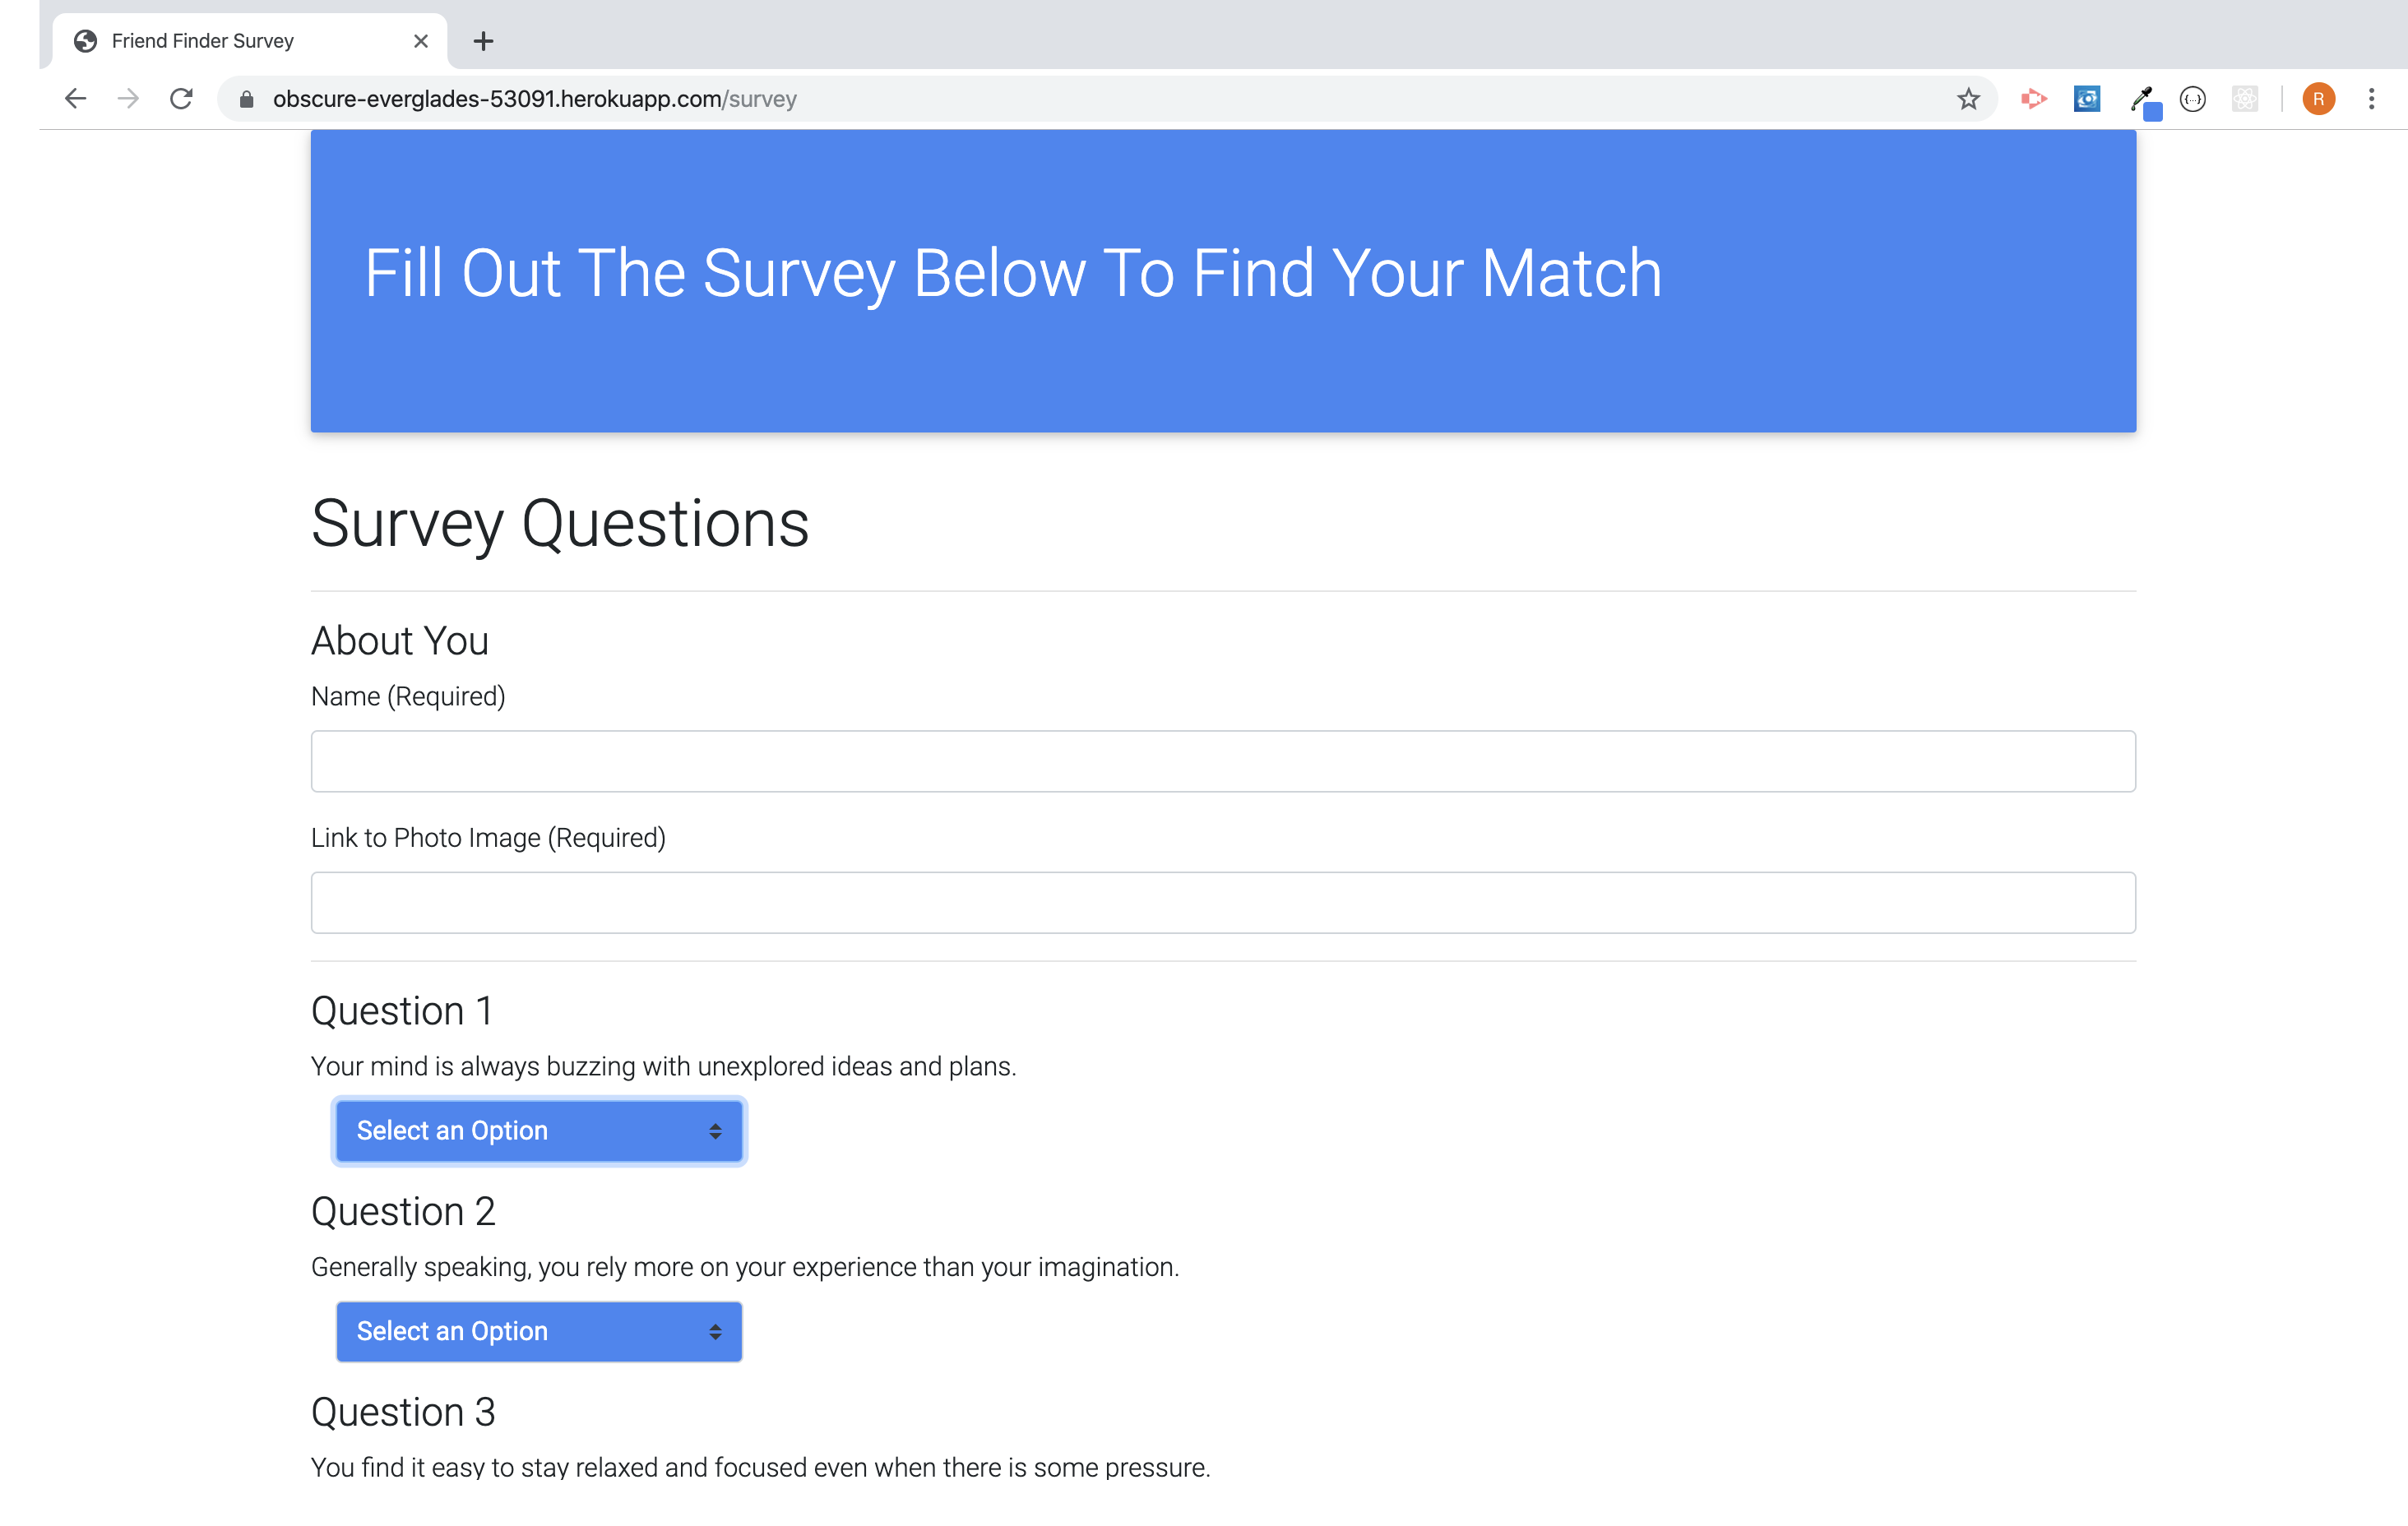 Friend Finder Survey
obscure-everglades-53091.herokuapp.com/survey
{...}
R
Fill Out The Survey Below To Find Your Match
Survey Questions
About You
Name (Required)
Link to Photo Image (Required)
Question 1
Your mind is always buzzing with unexplored ideas and plans.
Select an Option
Question 2
Generally speaking, you rely more on your experience than your imagination.
Select an Option
Question 3
You find it easy to stay relaxed and focused even when there is some pressure.